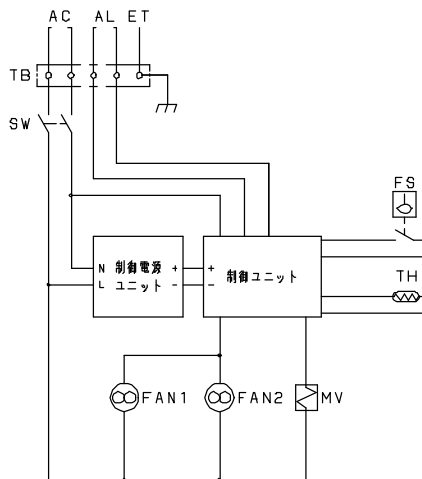 AC AL ET
TB
SW
FS
N 制御電源 + +
L ユニット - -
制御ユニット
TH
FAN1 FAN2 MV